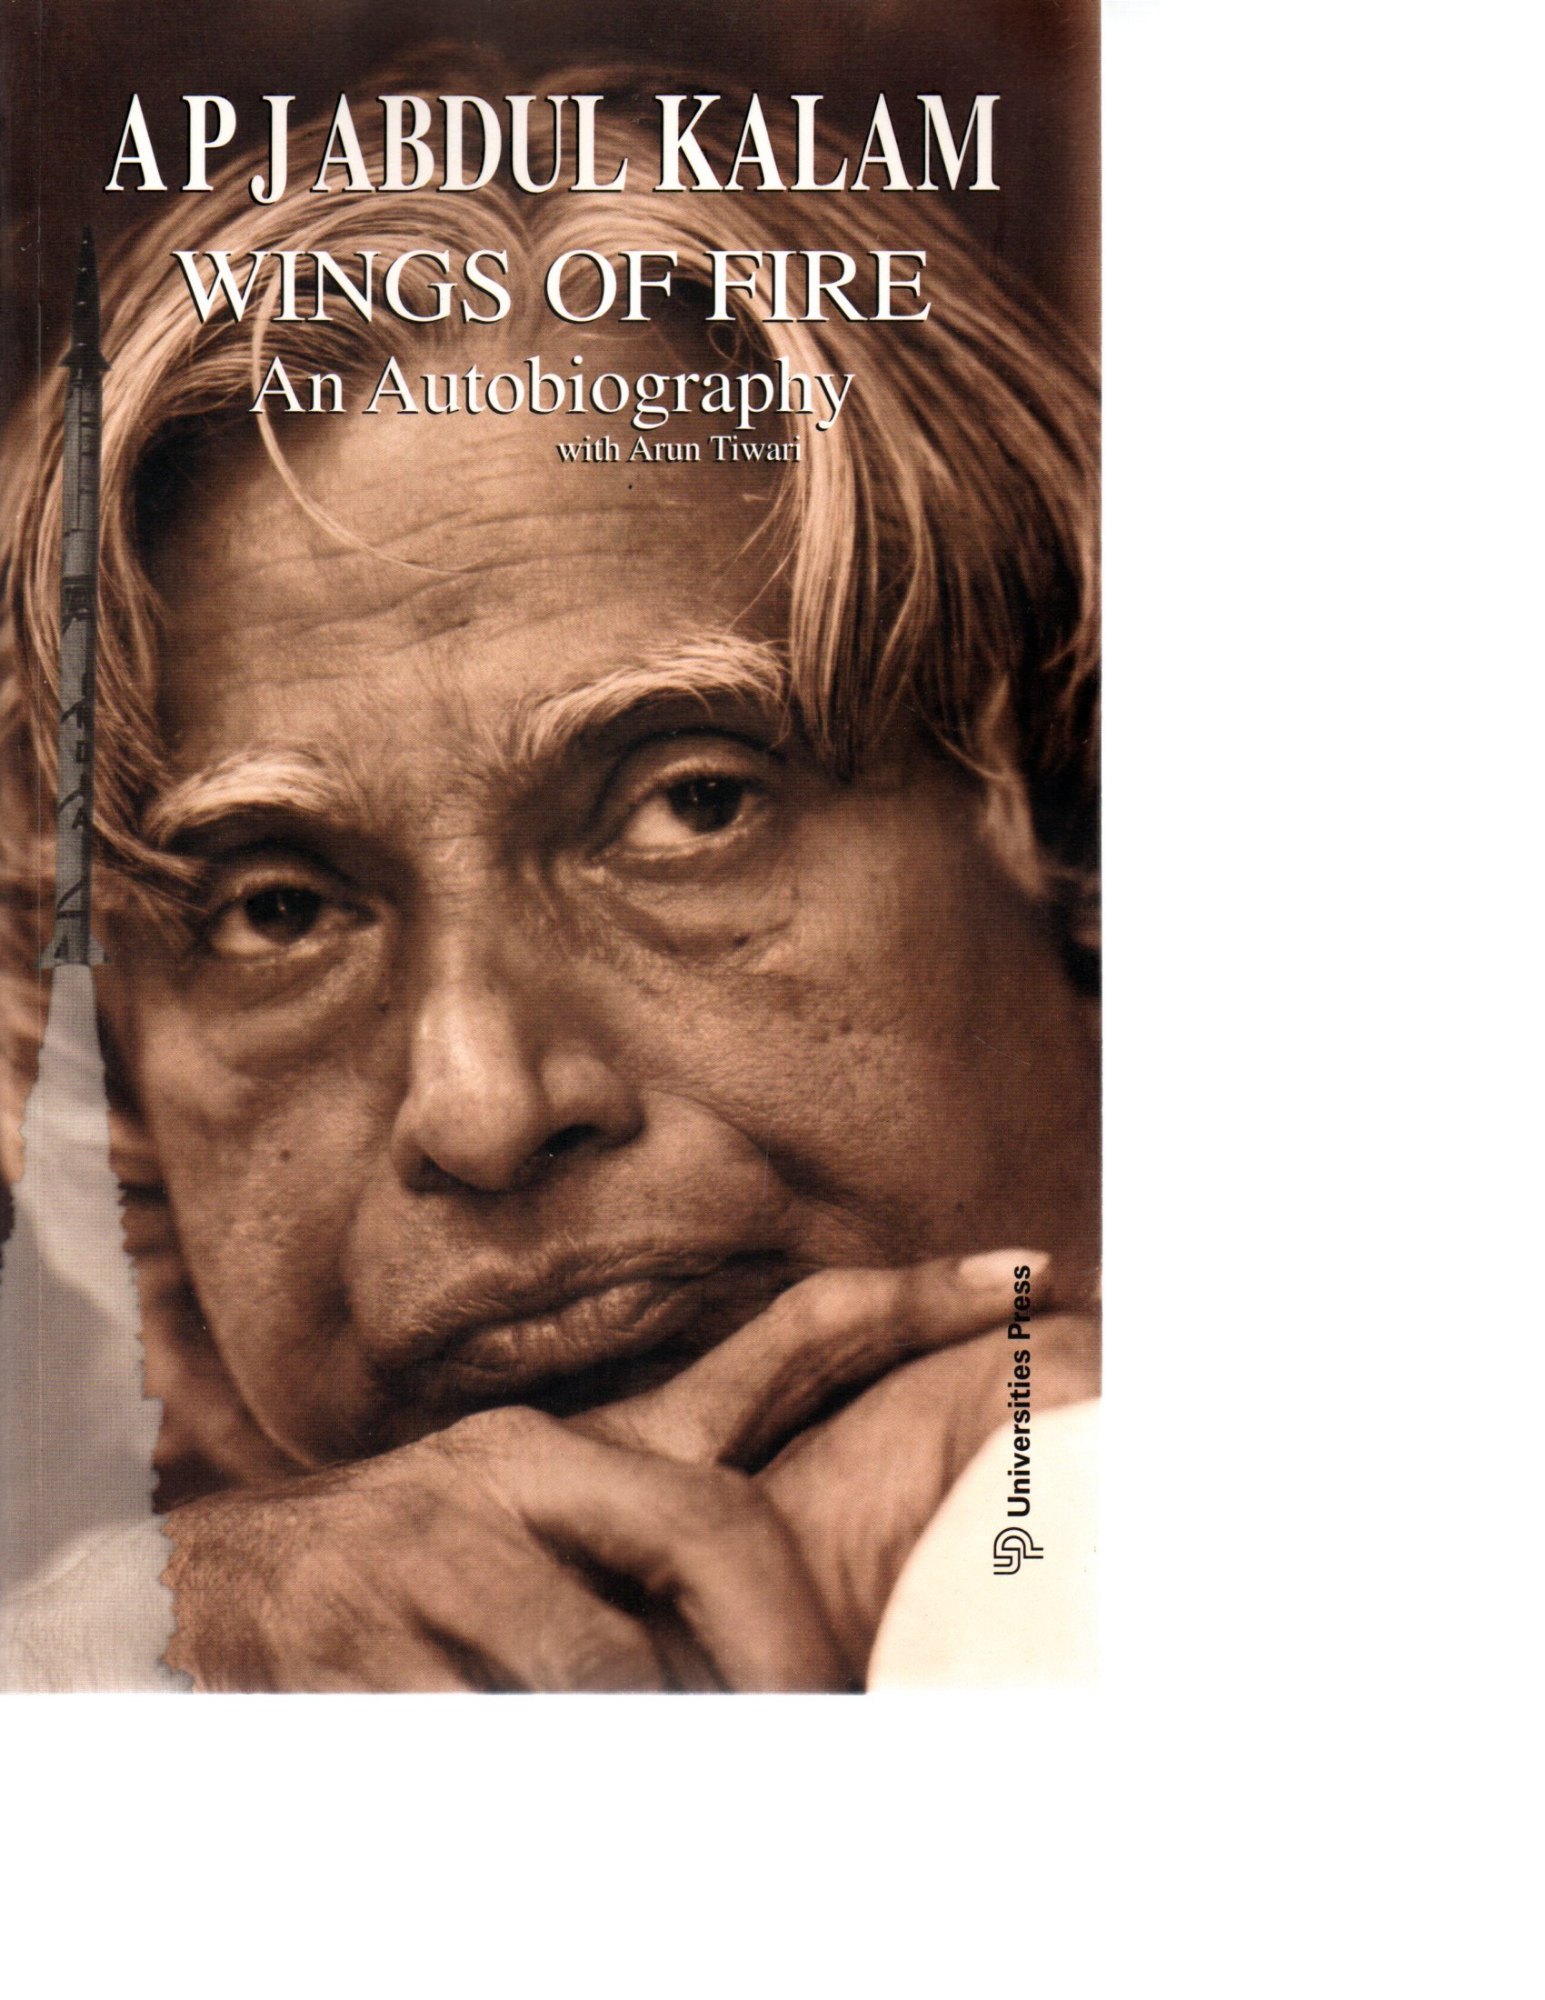 A P J ABDUL KALAM
WINGS OF FIRE
An Autobiography
with Arun Tiwari
Universities Press